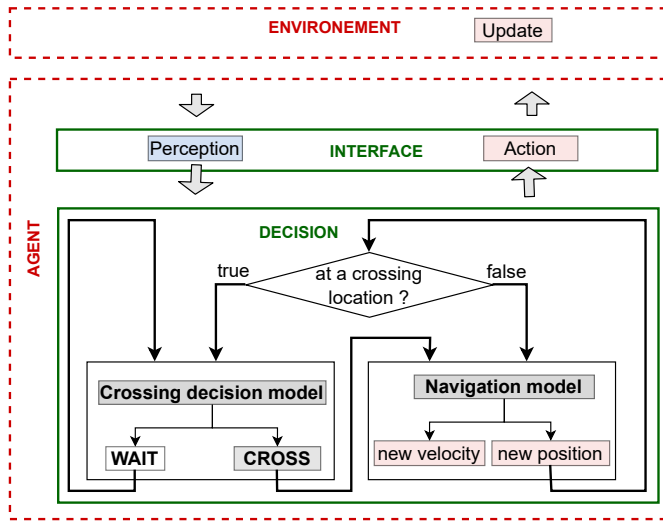 ENVIRONEMENT
Update
AGENT
Perception
INTERFACE
Action
DECISION
true
at a crossing
location ?
false
Crossing decision model
WAIT
CROSS
Navigation model
new velocity
new position